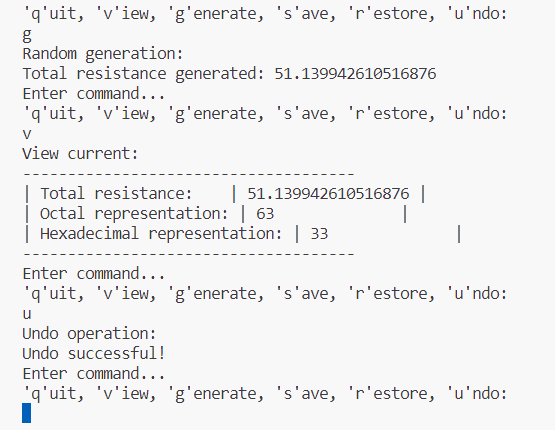 'q'uit, 'v'iew, 'g'enerate, 's'ave, 'r'estore, 'u'ndo:
g
Random generation:
Total resistance generated: 51.139942610516876
Enter command...
'q'uit, 'v'iew, 'g'enerate, 's'ave, 'r'estore, 'u'ndo:
v
View current:
-----------------------------------
| Total resistance:    | 51.139942610516876 |
| Octal representation: | 63             |
| Hexadecimal representation: | 33             |
-----------------------------------
Enter command...
'q'uit, 'v'iew, 'g'enerate, 's'ave, 'r'estore, 'u'ndo:
u
Undo operation:
Undo successful!
Enter command...
'q'uit, 'v'iew, 'g'enerate, 's'ave, 'r'estore, 'u'ndo: